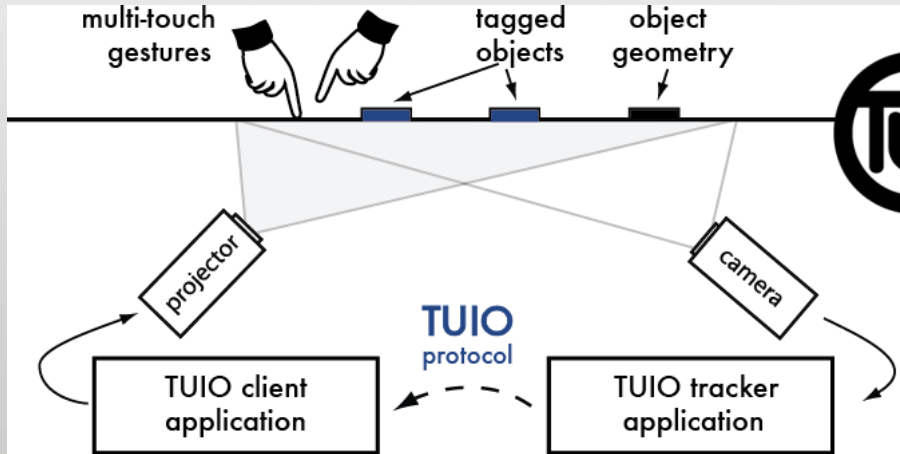 multi-touch
gestures
tagged
objects
object
geometry
projector
camera
TUIO
protocol
TUIO client
application
TUIO tracker
application